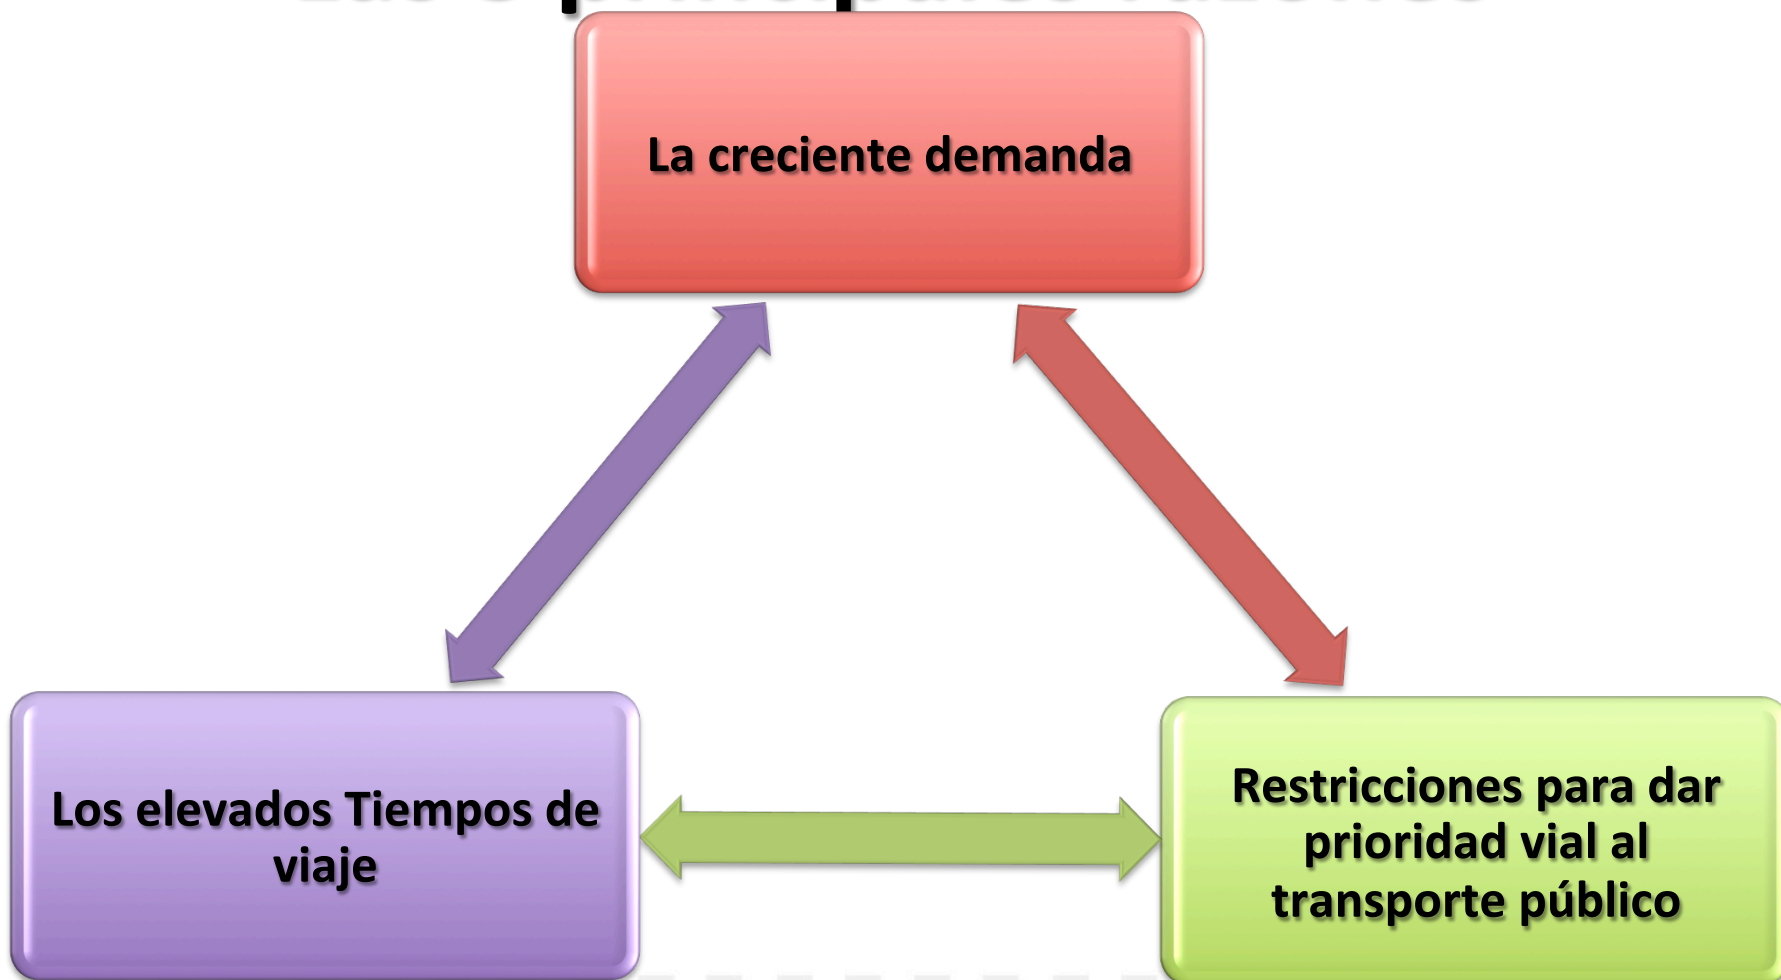 La creciente demanda
Los elevados Tiempos de
viaje
Restricciones para dar
prioridad vial al
transporte público